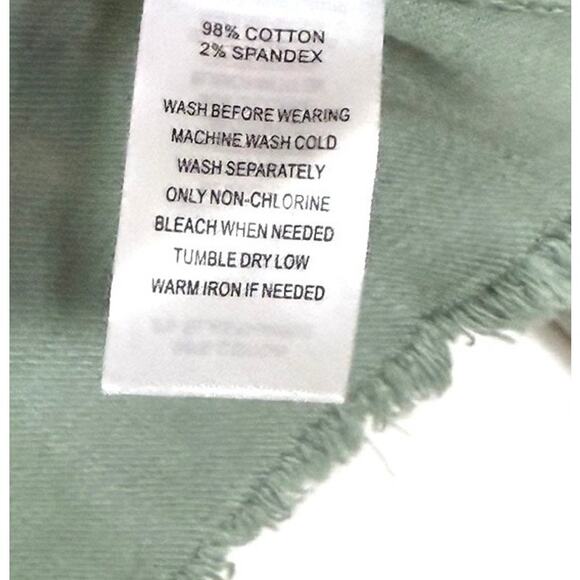 98% COTTON
2% SPANDEX
WASH BEFORE WEARING
MACHINE WASH COLD
WASH SEPARATELY
ONLY NON-CHLORINE
BLEACH WHEN NEEDED
TUMBLE DRY LOW
WARM IRON IF NEEDED